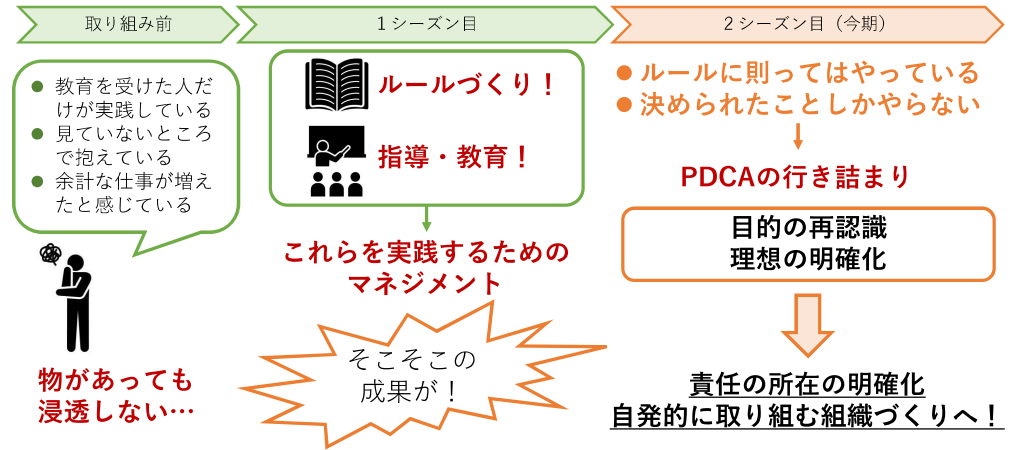 取り組み前
1シーズン目
2シーズン目（今期）
● 教育を受けた人だ
けが実践している
● 見ていないところ
で抱えている
● 余計な仕事が増え
たと感じている
物があっても
浸透しない…
ルールづくり！
指導・教育！
これらを実践するための
マネジメント
そこそこの
成果が！
● ルールに則ってはやっている
● 決められたことしかやらない
PDCAの行き詰まり
目的の再認識
理想の明確化
責任の所在の明確化
自発的に取り組む組織づくりへ！